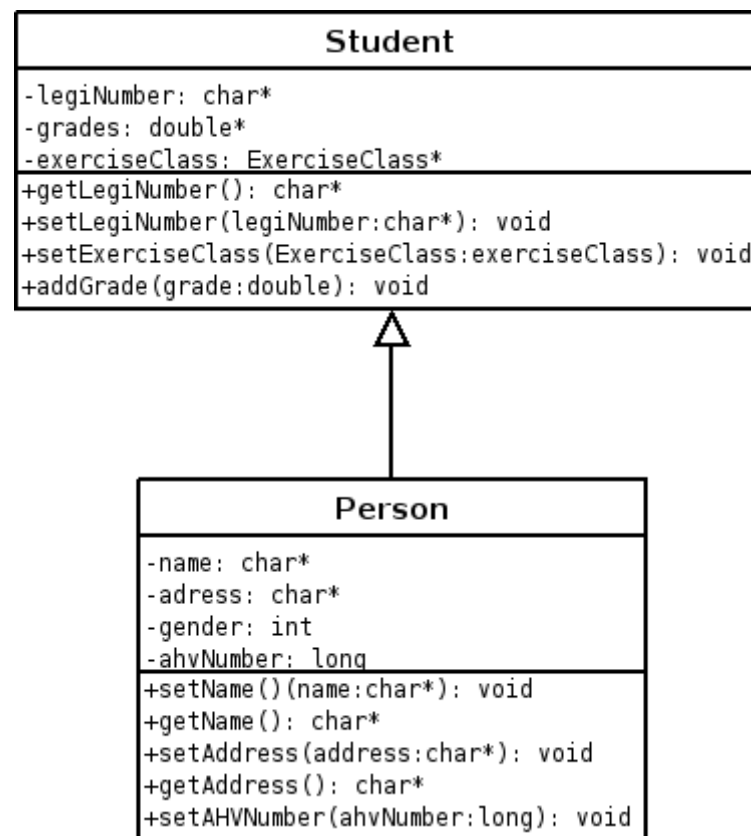 Student
-legiNumber: char*
-grades: double*
-exerciseClass: ExerciseClass*
+getLegiNumber(): char*
+setLegiNumber(legiNumber:char*): void
+setExerciseClass(ExerciseClass:exerciseClass): void
+addGrade(grade:double): void
Person
-name: char*
-adress: char*
-gender: int
-ahvNumber: long
+setName()(name:char*): void
+getName(): char*
+setAddress(address:char*): void
+getAddress(): char*
+setAHVNumber(ahvNumber:long): void